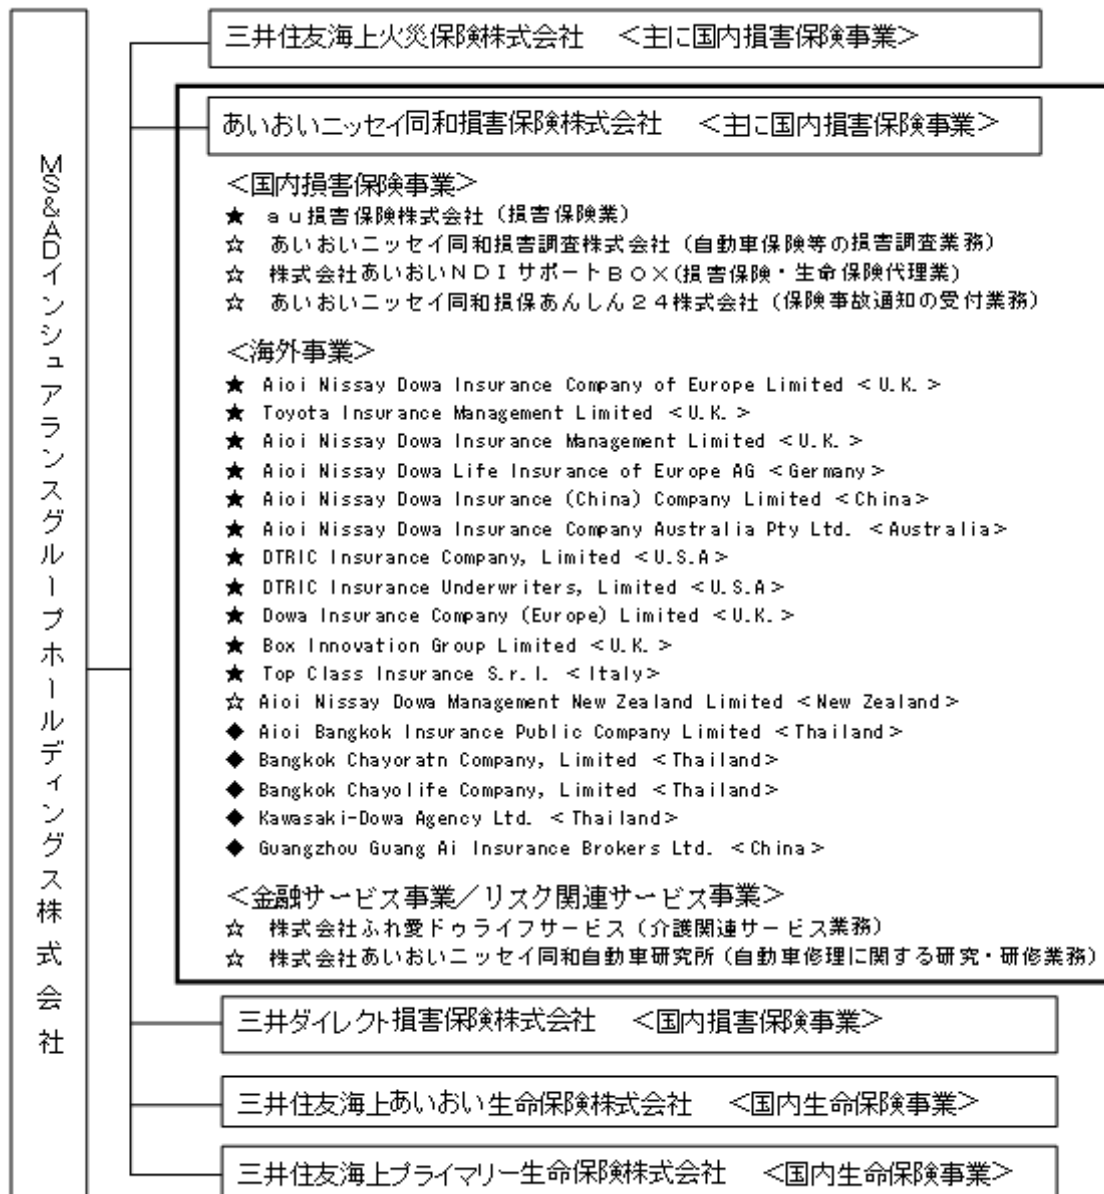 MS&ADインシュアランスグループホールディングス株式会社
三井住友海上火災保険株式会社　＜主に国内損害保険事業＞
あいおいニッセイ同和損害保険株式会社　＜主に国内損害保険事業＞
＜国内損害保険事業＞
★ ａｕ損害保険株式会社（損害保険業）
☆ あいおいニッセイ同和損害調査株式会社（自動車保険等の損害調査業務）
☆ 株式会社あいおいＮＤＩサポートＢＯＸ(損害保険・生命保険代理業)
☆ あいおいニッセイ同和損保あんしん２４株式会社（保険事故通知の受付業務）
＜海外事業＞
★ Aioi Nissay Dowa Insurance Company of Europe Limited ＜U.K.＞
★ Toyota Insurance Management Limited ＜U.K.＞
★ Aioi Nissay Dowa Insurance Management Limited ＜U.K.＞
★ Aioi Nissay Dowa Life Insurance of Europe AG ＜Germany＞
★ Aioi Nissay Dowa Insurance (China) Company Limited ＜China＞
★ Aioi Nissay Dowa Insurance Company Australia Pty Ltd. ＜Australia＞
★ DTRIC Insurance Company, Limited ＜U.S.A＞
★ DTRIC Insurance Underwriters, Limited ＜U.S.A＞
★ Dowa Insurance Company (Europe) Limited ＜U.K.＞
★ Box Innovation Group Limited ＜U.K.＞
★ Top Class Insurance S.r.l. ＜Italy＞
☆ Aioi Nissay Dowa Management New Zealand Limited ＜New Zealand＞
◆ Aioi Bangkok Insurance Public Company Limited ＜Thailand＞
◆ Bangkok Chayoratn Company, Limited ＜Thailand＞
◆ Bangkok Chayolife Company, Limited ＜Thailand＞
◆ Kawasaki-Dowa Agency Ltd. ＜Thailand＞
◆ Guangzhou Guang Ai Insurance Brokers Ltd. ＜China＞
＜金融サービス事業／リスク関連サービス事業＞
☆ 株式会社ふれ愛ドゥライフサービス（介護関連サービス業務）
☆ 株式会社あいおいニッセイ同和自動車研究所（自動車修理に関する研究・研修業務）
三井ダイレクト損害保険株式会社　＜国内損害保険事業＞
三井住友海上あいおい生命保険株式会社　＜国内生命保険事業＞
三井住友海上プライマリー生命保険株式会社　＜国内生命保険事業＞